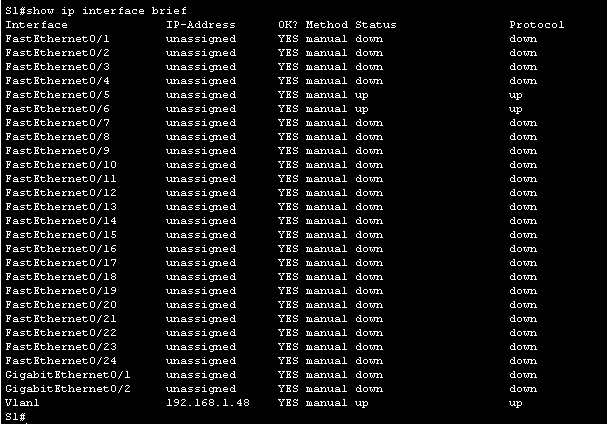 S1#show ip interface brief
Interface IP-Address OK? Method Status Protocol
FastEthernet0/1 unassigned YES manual down down
FastEthernet0/2 unassigned YES manual down down
FastEthernet0/3 unassigned YES manual down down
FastEthernet0/4 unassigned YES manual down down
FastEthernet0/5 unassigned YES manual up up
FastEthernet0/6 unassigned YES manual up up
FastEthernet0/7 unassigned YES manual down down
FastEthernet0/8 unassigned YES manual down down
FastEthernet0/9 unassigned YES manual down down
FastEthernet0/10 unassigned YES manual down down
FastEthernet0/11 unassigned YES manual down down
FastEthernet0/12 unassigned YES manual down down
FastEthernet0/13 unassigned YES manual down down
FastEthernet0/14 unassigned YES manual down down
FastEthernet0/15 unassigned YES manual down down
FastEthernet0/16 unassigned YES manual down down
FastEthernet0/17 unassigned YES manual down down
FastEthernet0/18 unassigned YES manual down down
FastEthernet0/19 unassigned YES manual down down
FastEthernet0/20 unassigned YES manual down down
FastEthernet0/21 unassigned YES manual down down
FastEthernet0/22 unassigned YES manual down down
FastEthernet0/23 unassigned YES manual down down
FastEthernet0/24 unassigned YES manual down down
GigabitEthernet0/1 unassigned YES manual down down
GigabitEthernet0/2 unassigned YES manual down down
Vlan1 192.168.1.48 YES manual up up
S1#